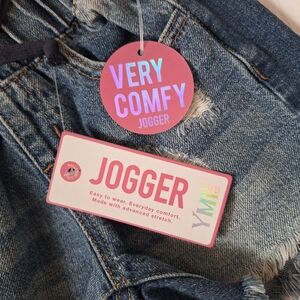 VERY
COMFY
JOGGER
JOGGER
Easy to wear. Everyday comfort.
Made with advanced stretch.
YMI